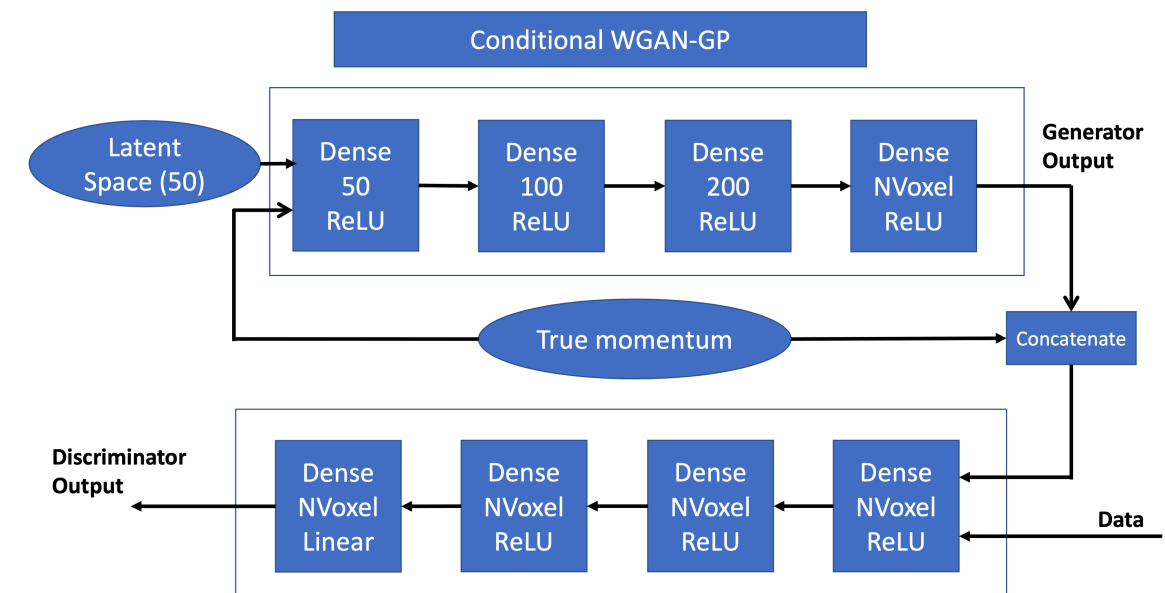 Conditional WGAN-GP
Latent
Space (50)
Dense
50
ReLU
Dense
100
ReLU
Dense
200
ReLU
Dense
NVoxel
ReLU
Generator
Output
True momentum
Concatenate
Discriminator
Output
Dense
NVoxel
Linear
Dense
NVoxel
ReLU
Dense
NVoxel
ReLU
Dense
NVoxel
ReLU
Data